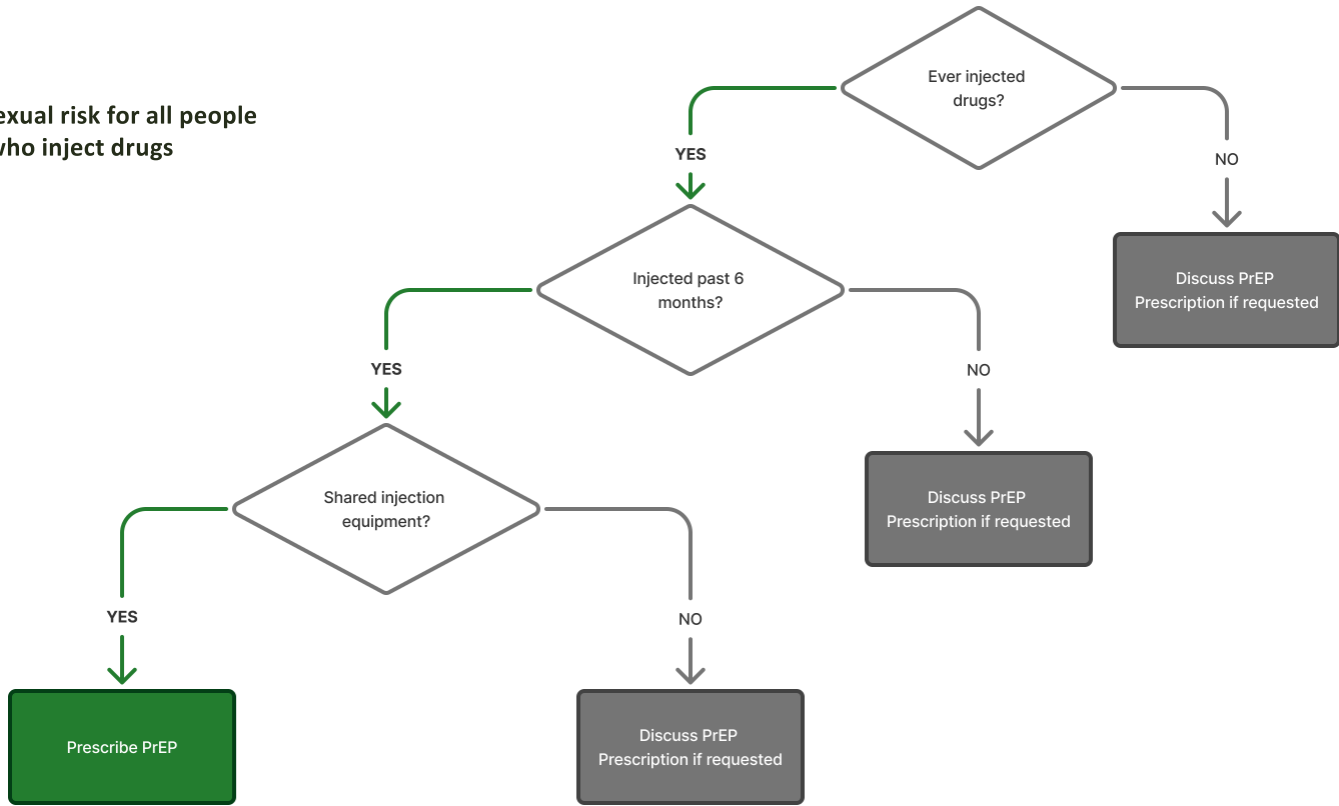 Ever injected
drugs?
exual risk for all people
who inject drugs
YES
NO
Injected past 6
months?
Discuss PrEP
Prescription if requested
YES
NO
Shared injection
equipment?
Discuss PrEP
Prescription if requested
YES
NO
Prescribe PrEP
Discuss PrEP
Prescription if requested